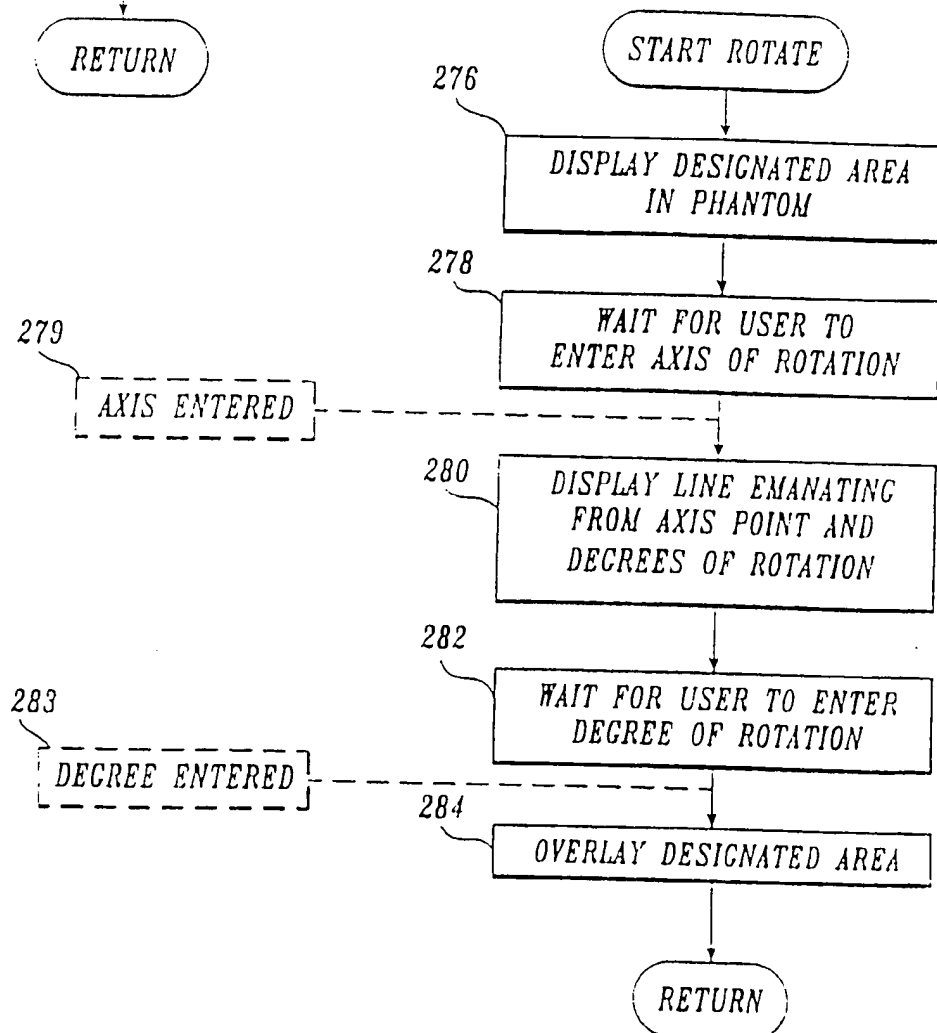 RETURN
START ROTATE
276
DISPLAY DESIGNATED AREA
IN PHANTOM
278
WAIT FOR USER TO
ENTER AXIS OF ROTATION
279
AXIS ENTERED
280
DISPLAY LINE EMANATING
FROM AXIS POINT AND
DEGREES OF ROTATION
282
WAIT FOR USER TO ENTER
DEGREE OF ROTATION
283
DEGREE ENTERED
284
OVERLAY DESIGNATED AREA
RETURN